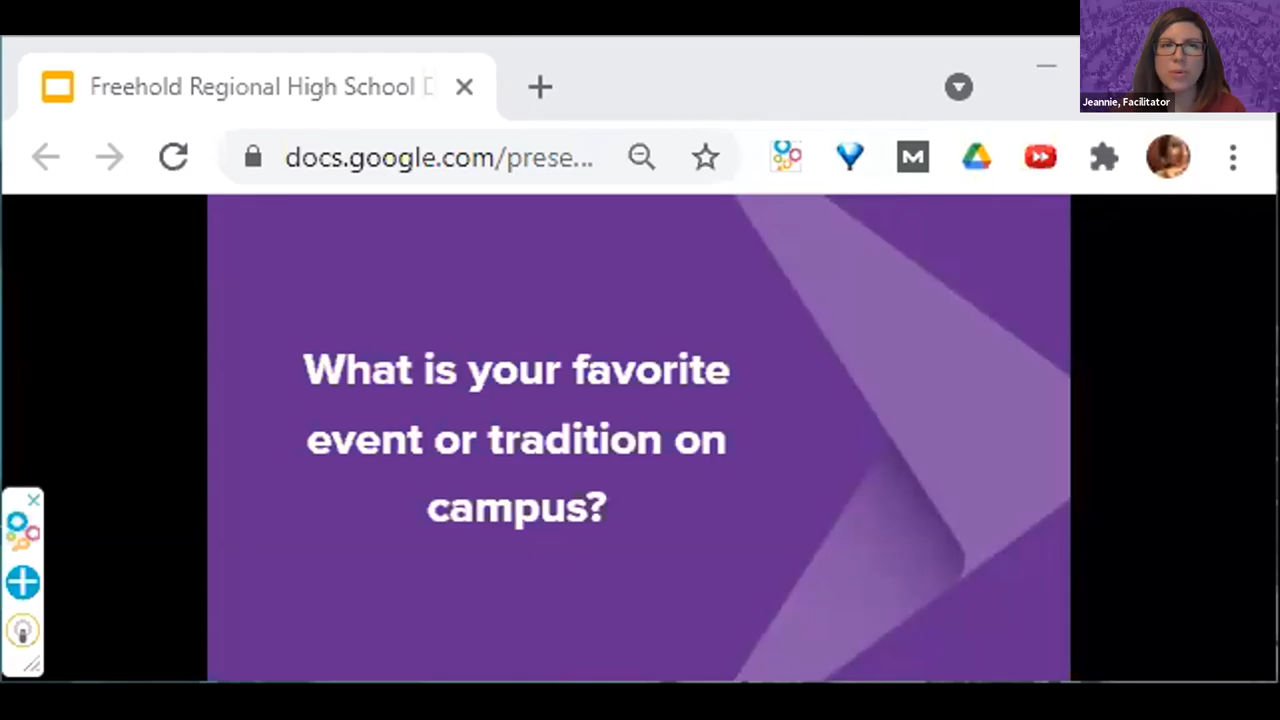 Freehold Regional High School D
docs.google.com/prese...
Jeannie, Facilitator
What is your favorite
event or tradition on
campus?